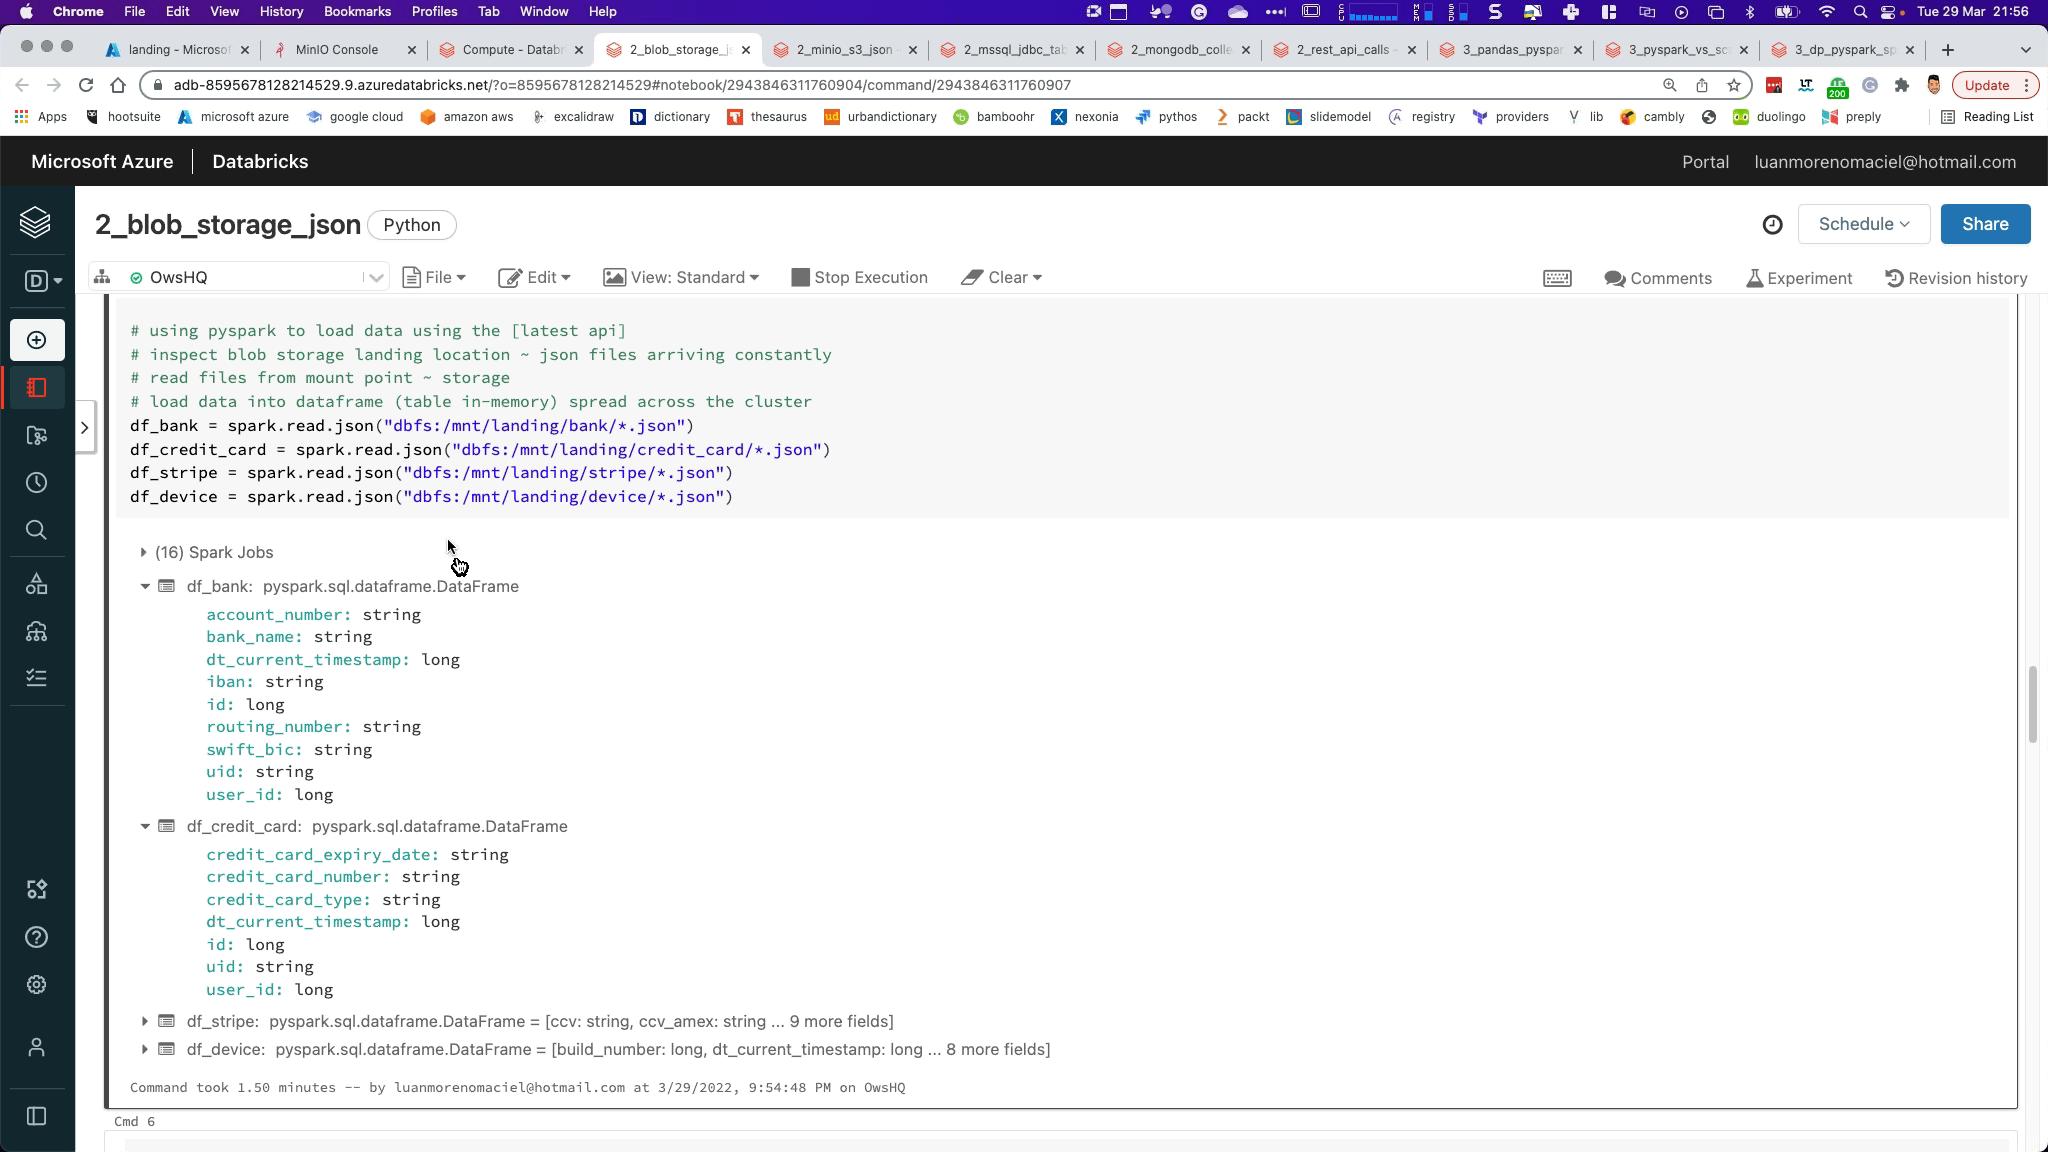 Chrome File Edit View History Bookmarks Profiles Tab Window Help
Tue 29 Mar 21:56
landing - Microsof
MinIO Console
Compute - Databr
2_blob_storage_js
2_minio_s3_json -
2_mssql_jdbc_tab
2_mongodb_colle
2_rest_api_calls -
3_pandas_pyspar
3_pyspark_vs_sc
3_dp_pyspark_sp
adb-8595678128214529.9.azuredatabricks.net/?o=8595678128214529#notebook/2943846311760904/command/2943846311760907
200
Update
Apps hootsuite microsoft azure google cloud amazon aws excalidraw dictionary thesaurus urbandictionary bamboohr nexonia pythos packt slidemodel registry providers lib cambly duolingo preply Reading List
Microsoft Azure Databricks Portal luanmorenomaciel@hotmail.com
2_blob_storage_json Python Schedule Share
D
OwsHQ File Edit View: Standard Stop Execution Clear Comments Experiment Revision history
# using pyspark to load data using the [latest api]
# inspect blob storage landing location ~ json files arriving constantly
# read files from mount point ~ storage
# load data into dataframe (table in-memory) spread across the cluster
df_bank = spark.read.json("dbfs:/mnt/landing/bank/*.json")
df_credit_card = spark.read.json("dbfs:/mnt/landing/credit_card/*.json")
df_stripe = spark.read.json("dbfs:/mnt/landing/stripe/*.json")
df_device = spark.read.json("dbfs:/mnt/landing/device/*.json")
(16) Spark Jobs
df_bank: pyspark.sql.dataframe.DataFrame
account_number: string
bank_name: string
dt_current_timestamp: long
iban: string
id: long
routing_number: string
swift_bic: string
uid: string
user_id: long
df_credit_card: pyspark.sql.dataframe.DataFrame
credit_card_expiry_date: string
credit_card_number: string
credit_card_type: string
dt_current_timestamp: long
id: long
uid: string
user_id: long
df_stripe: pyspark.sql.dataframe.DataFrame = [ccv: string, ccv_amex: string ... 9 more fields]
df_device: pyspark.sql.dataframe.DataFrame = [build_number: long, dt_current_timestamp: long ... 8 more fields]
Command took 1.50 minutes -- by luanmorenomaciel@hotmail.com at 3/29/2022, 9:54:48 PM on OwsHQ
Cmd 6